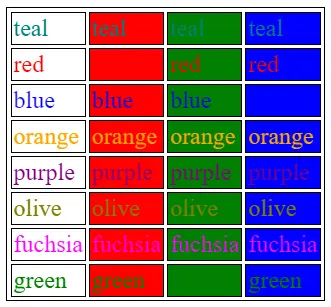 teal teal teal teal
red red red
blue blue blue
orange orange orange orange
purple purple purple purple
olive olive olive olive
fuchsia fuchsia fuchsia fuchsia
green green green